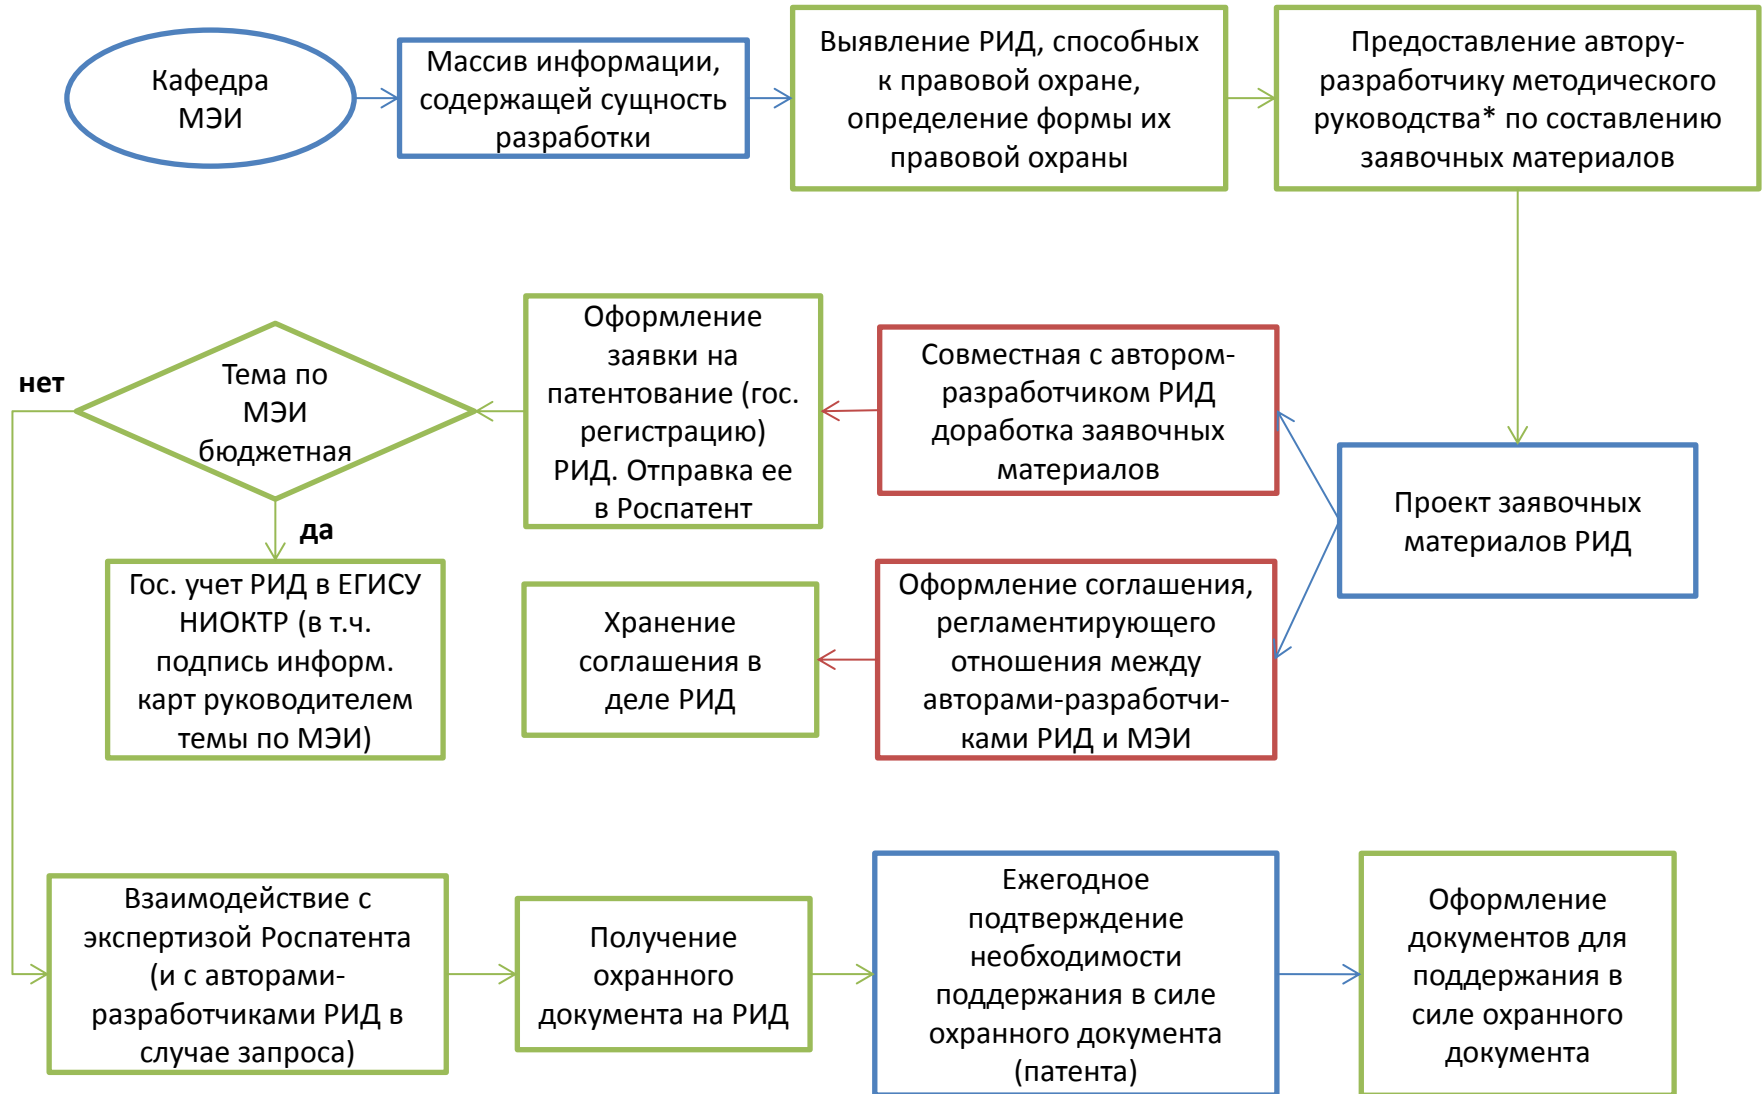 Кафедра
МЭИ
Массив информации,
содержащей сущность
разработки
Выявление РИД, способных
к правовой охране,
определение формы их
правовой охраны
Предоставление автору-
разработчику методического
руководства* по составлению
заявочных материалов
нет
Тема по
МЭИ
бюджетная
да
Оформление
заявки на
патентование (гос.
регистрацию)
РИД. Отправка ее
в Роспатент
Совместная с автором-
разработчиком РИД
доработка заявочных
материалов
Проект заявочных
материалов РИД
Гос. учет РИД в ЕГИСУ
НИОКТР (в т.ч.
подпись информ.
карт руководителем
темы по МЭИ)
Хранение
соглашения в
деле РИД
Оформление соглашения,
регламентирующего
отношения между
авторами-разработчи-
ками РИД и МЭИ
Взаимодействие с
экспертизой Роспатента
(и с авторами-
разработчиками РИД в
случае запроса)
Получение
охранного
документа на РИД
Ежегодное
подтверждение
необходимости
поддержания в силе
охранного документа
(патента)
Оформление
документов для
поддержания в
силе охранного
документа